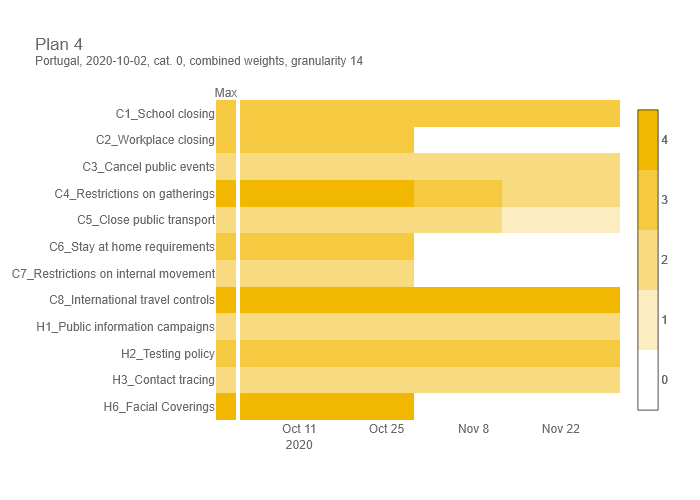 Plan 4
Portugal, 2020-10-02, cat. 0, combined weights, granularity 14
Max
C1_School closing
C2_Workplace closing
C3_Cancel public events
C4_Restrictions on gatherings
C5_Close public transport
C6_Stay at home requirements
C7_Restrictions on internal movement
C8_International travel controls
H1_Public information campaigns
H2_Testing policy
H3_Contact tracing
H6_Facial Coverings
Oct 11 Oct 25 Nov 8 Nov 22
2020
4
3
2
1
0